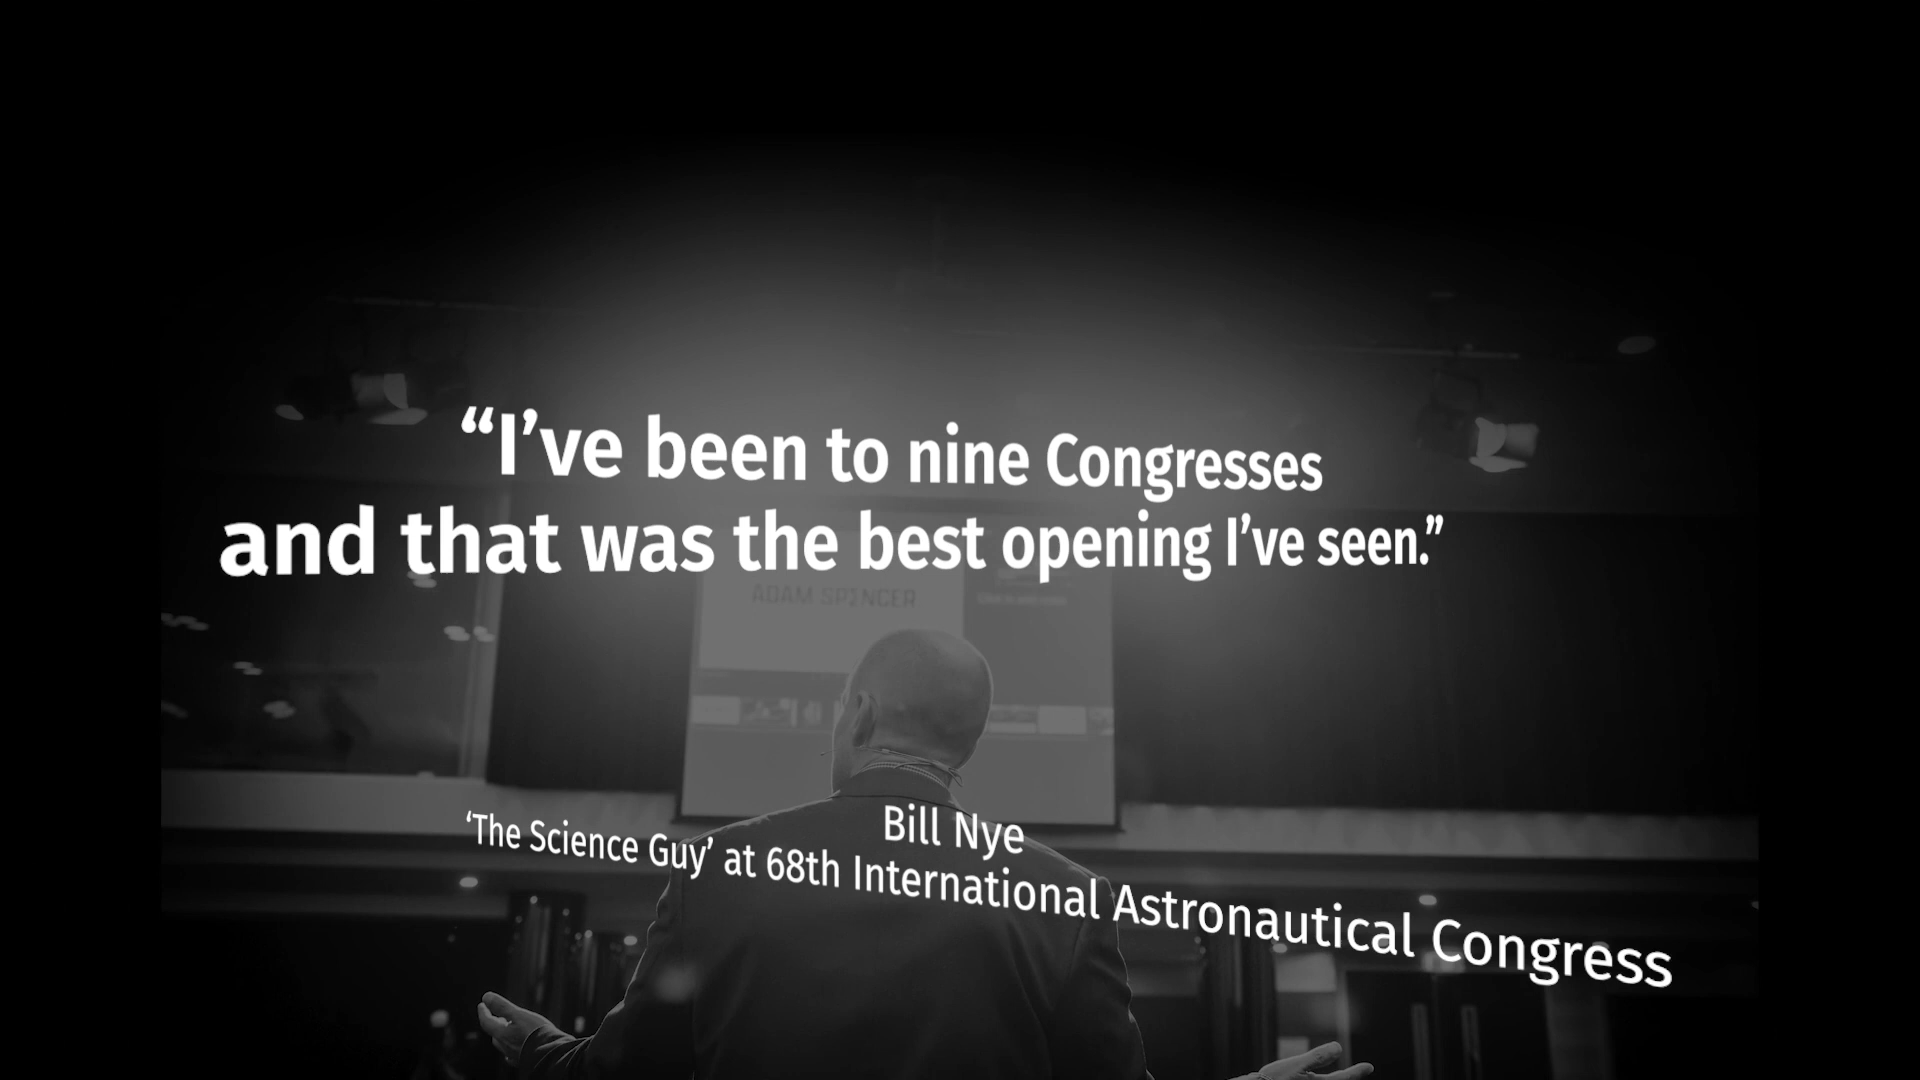 “I’ve been to nine Congresses
and that was the best opening I’ve seen.”
ADAM SPENCER
Bill Nye
‘The Science Guy’ at 68th International Astronautical Congress